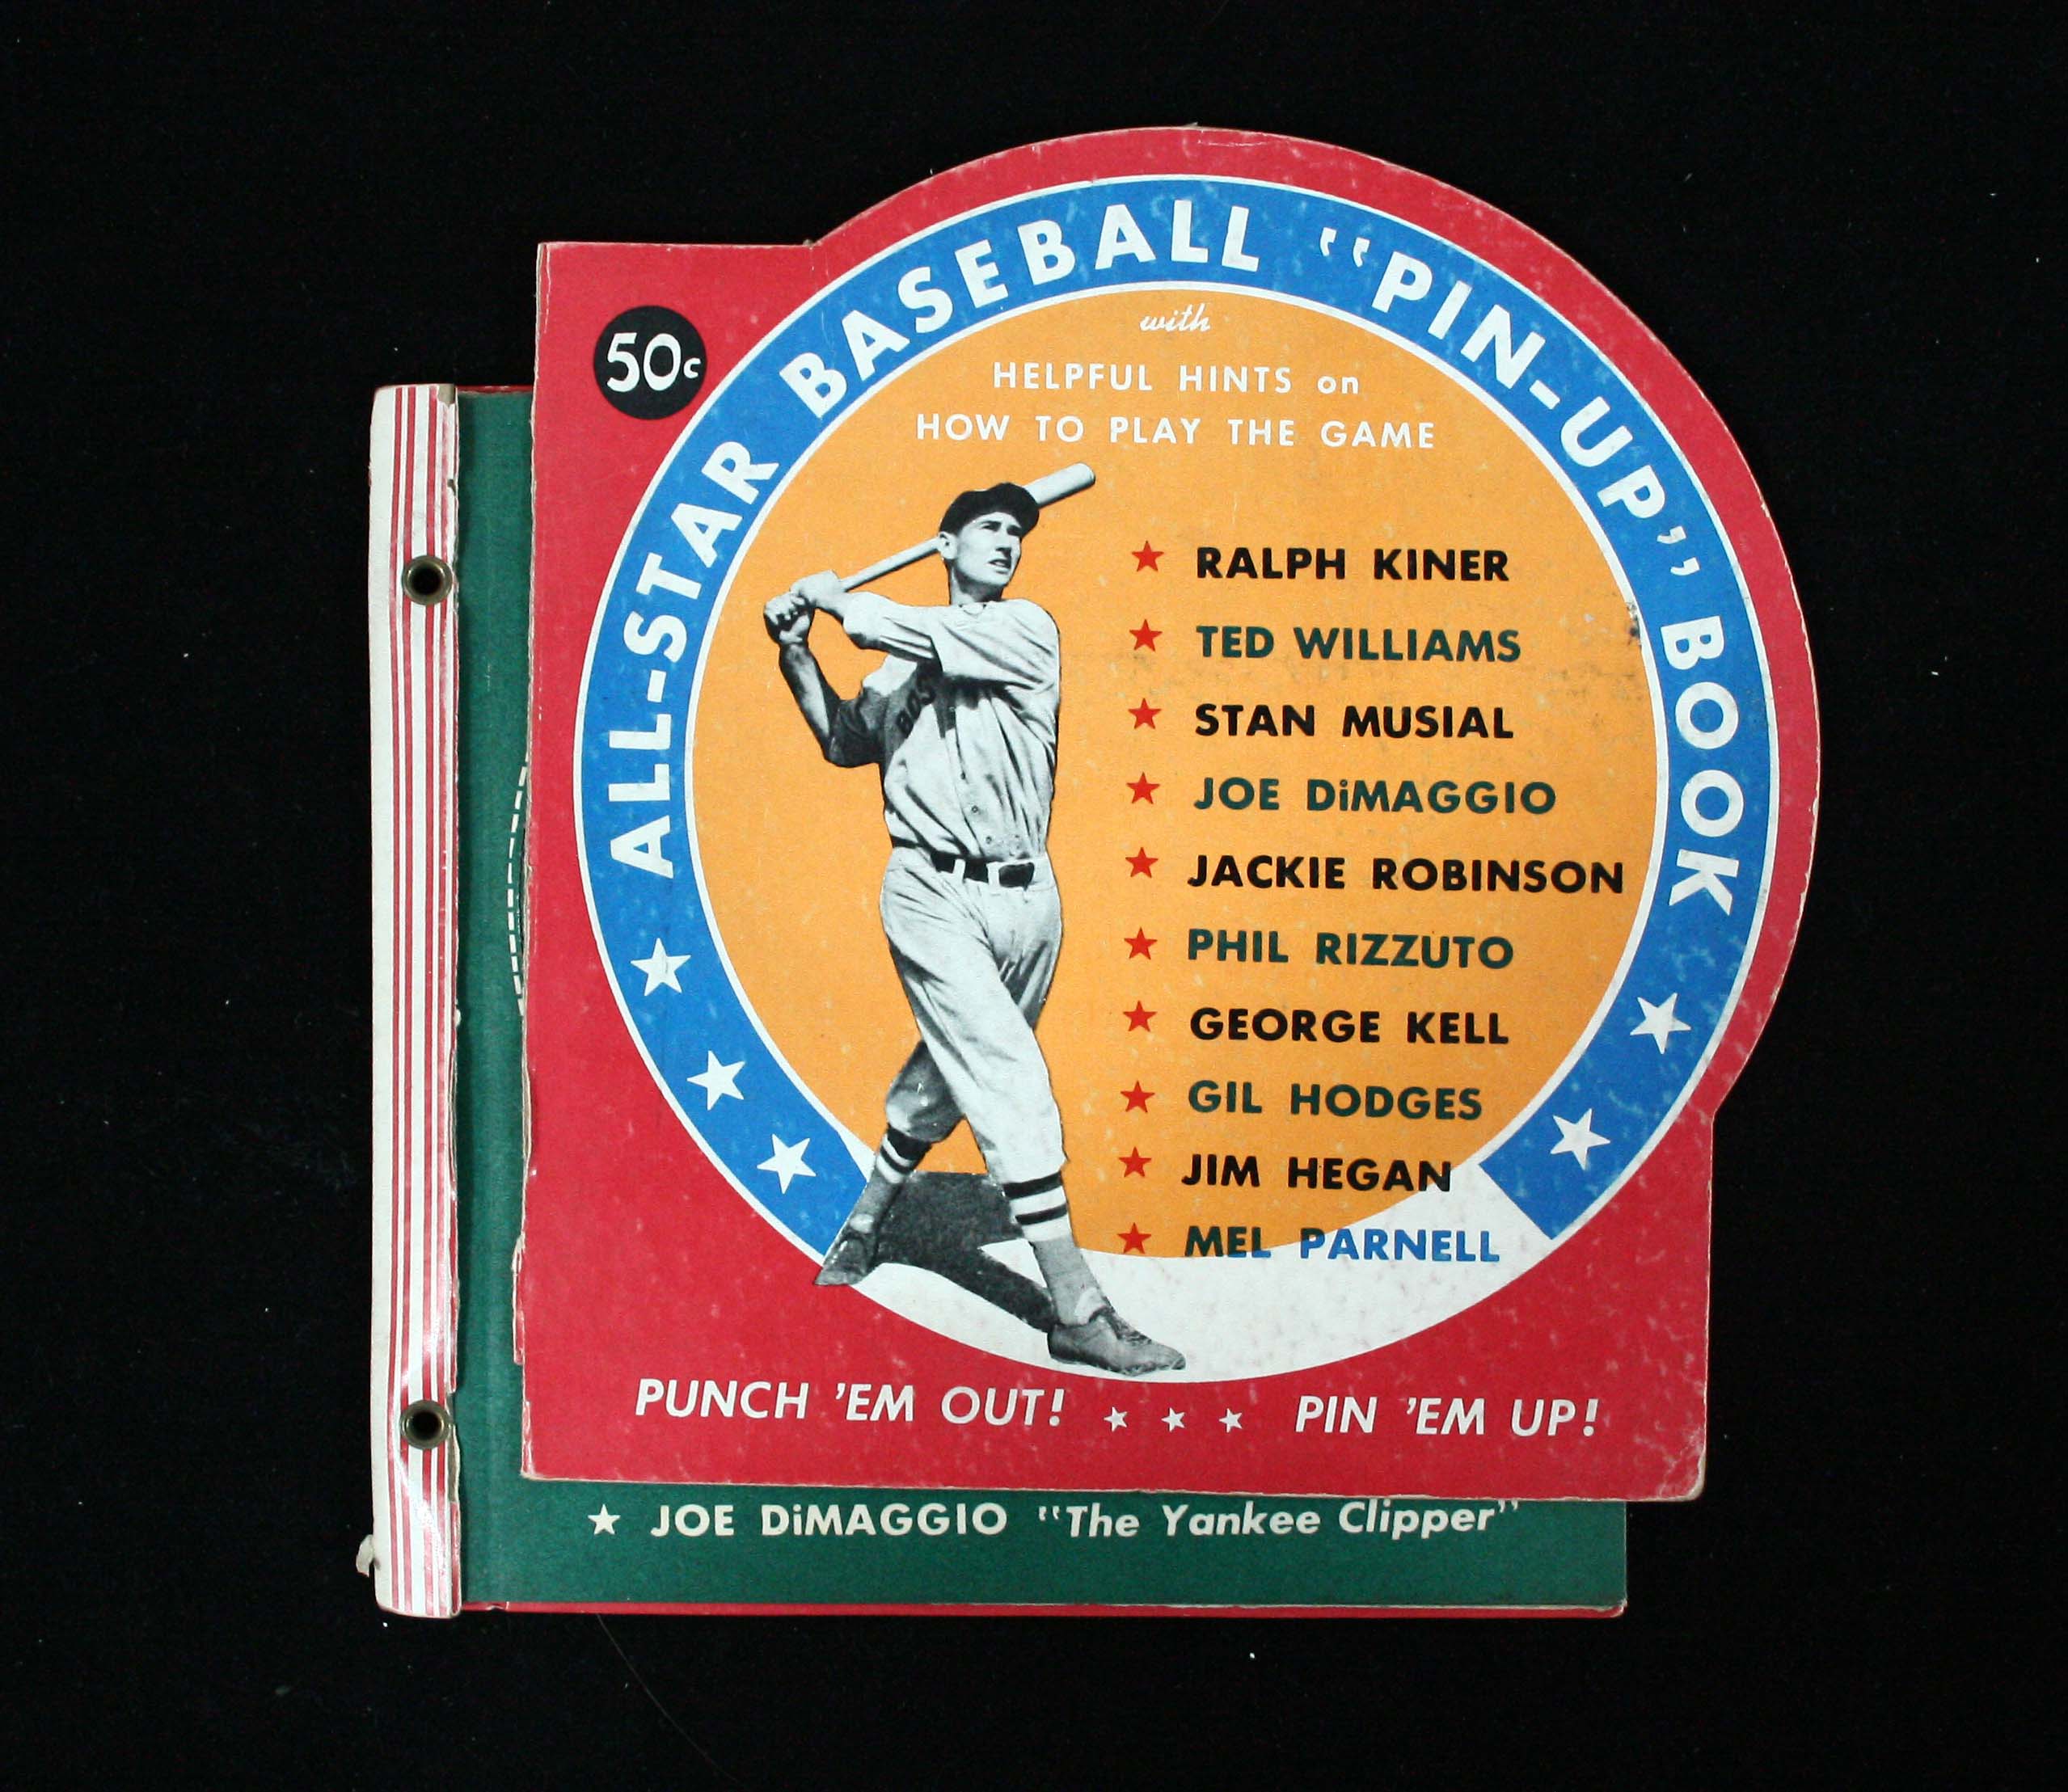 ALL-STAR BASEBALL "PIN-UP" BOOK
50c
with
HELPFUL HINTS on
HOW TO PLAY THE GAME
BOS
RALPH KINER
TED WILLIAMS
STAN MUSIAL
JOE DiMAGGIO
JACKIE ROBINSON
PHIL RIZZUTO
GEORGE KELL
GIL HODGES
JIM HEGAN
MEL PARNELL
PUNCH 'EM OUT! PIN 'EM UP!
JOE DiMAGGIO "The Yankee Clipper"